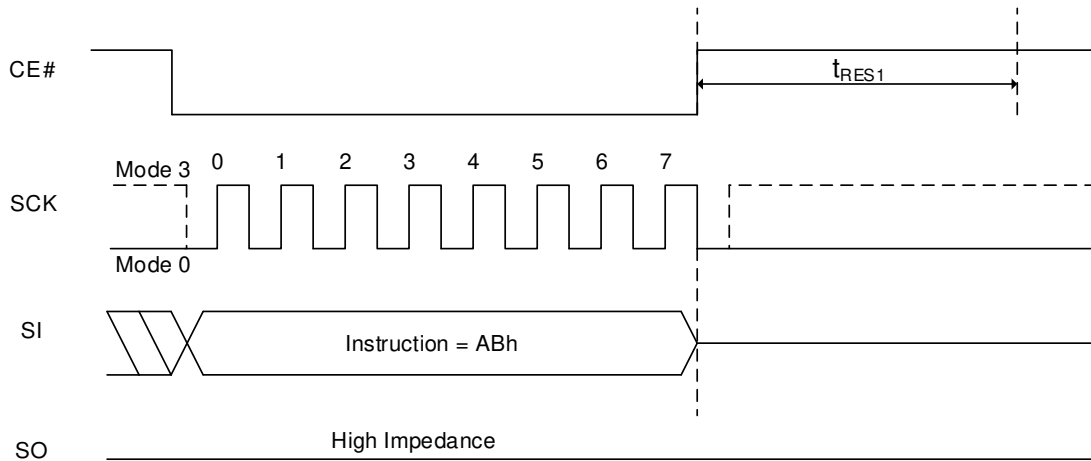 CE#
tRES1
Mode 3 0 1 2 3 4 5 6 7
SCK
Mode 0
SI
Instruction = ABh
High Impedance
SO